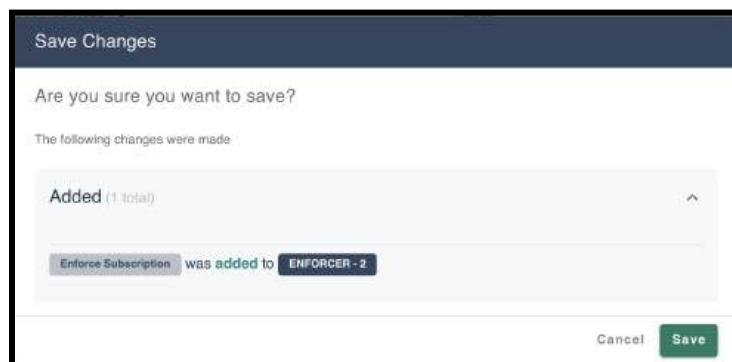 Save Changes
Are you sure you want to save?
The following changes were made
Added (1 total)
Enforce Subscription was added to ENFORCER - 2
Cancel Save